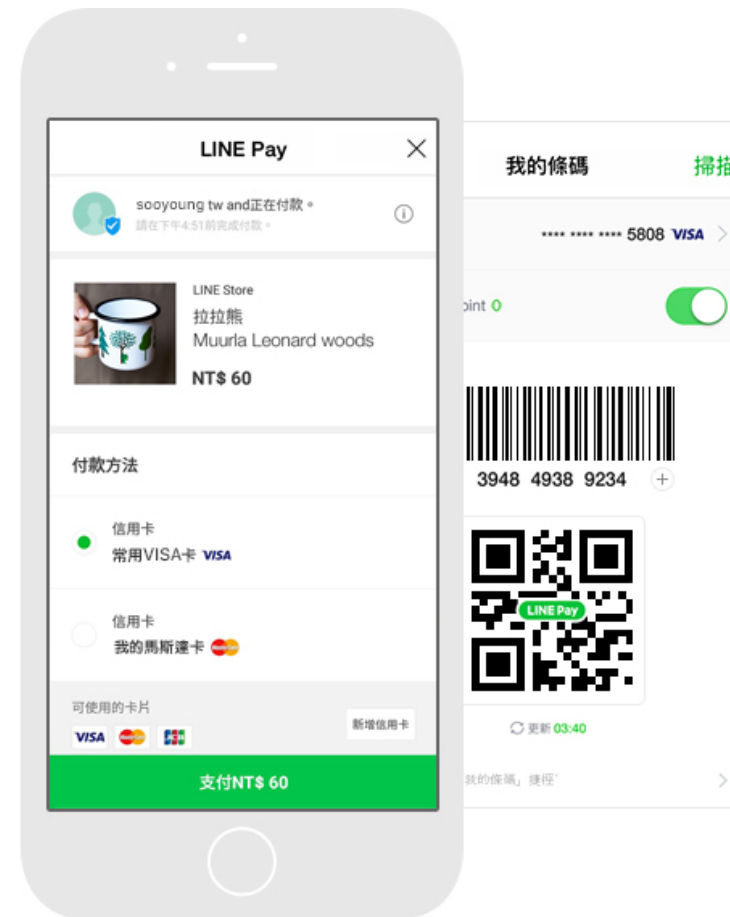 LINE Pay
sooyoung tw and正在付款。
請在下午4:51前完成付款。
LINE Store
拉拉熊
Muurla Leonard woods
NT$ 60
付款方法
信用卡
常用VISA卡 VISA
信用卡
我的馬斯達卡 MasterCard
可使用的卡片
新增信用卡
VISA MasterCard JCB
支付NT$ 60
我的條碼
掃描
**** **** **** 5808 VISA
oint 0
3948 4938 9234
LINE Pay
更新 03:40
我的條碼」捷徑'